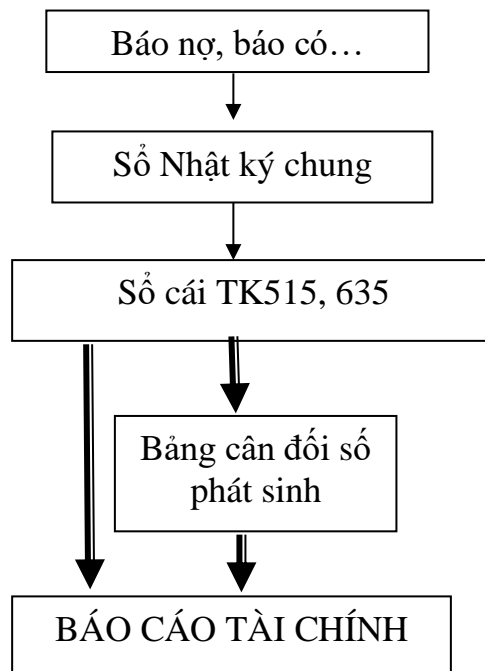 Báo nợ, báo có…
Sổ Nhật ký chung
Sổ cái TK515, 635
Bảng cân đối số
phát sinh
BÁO CÁO TÀI CHÍNH